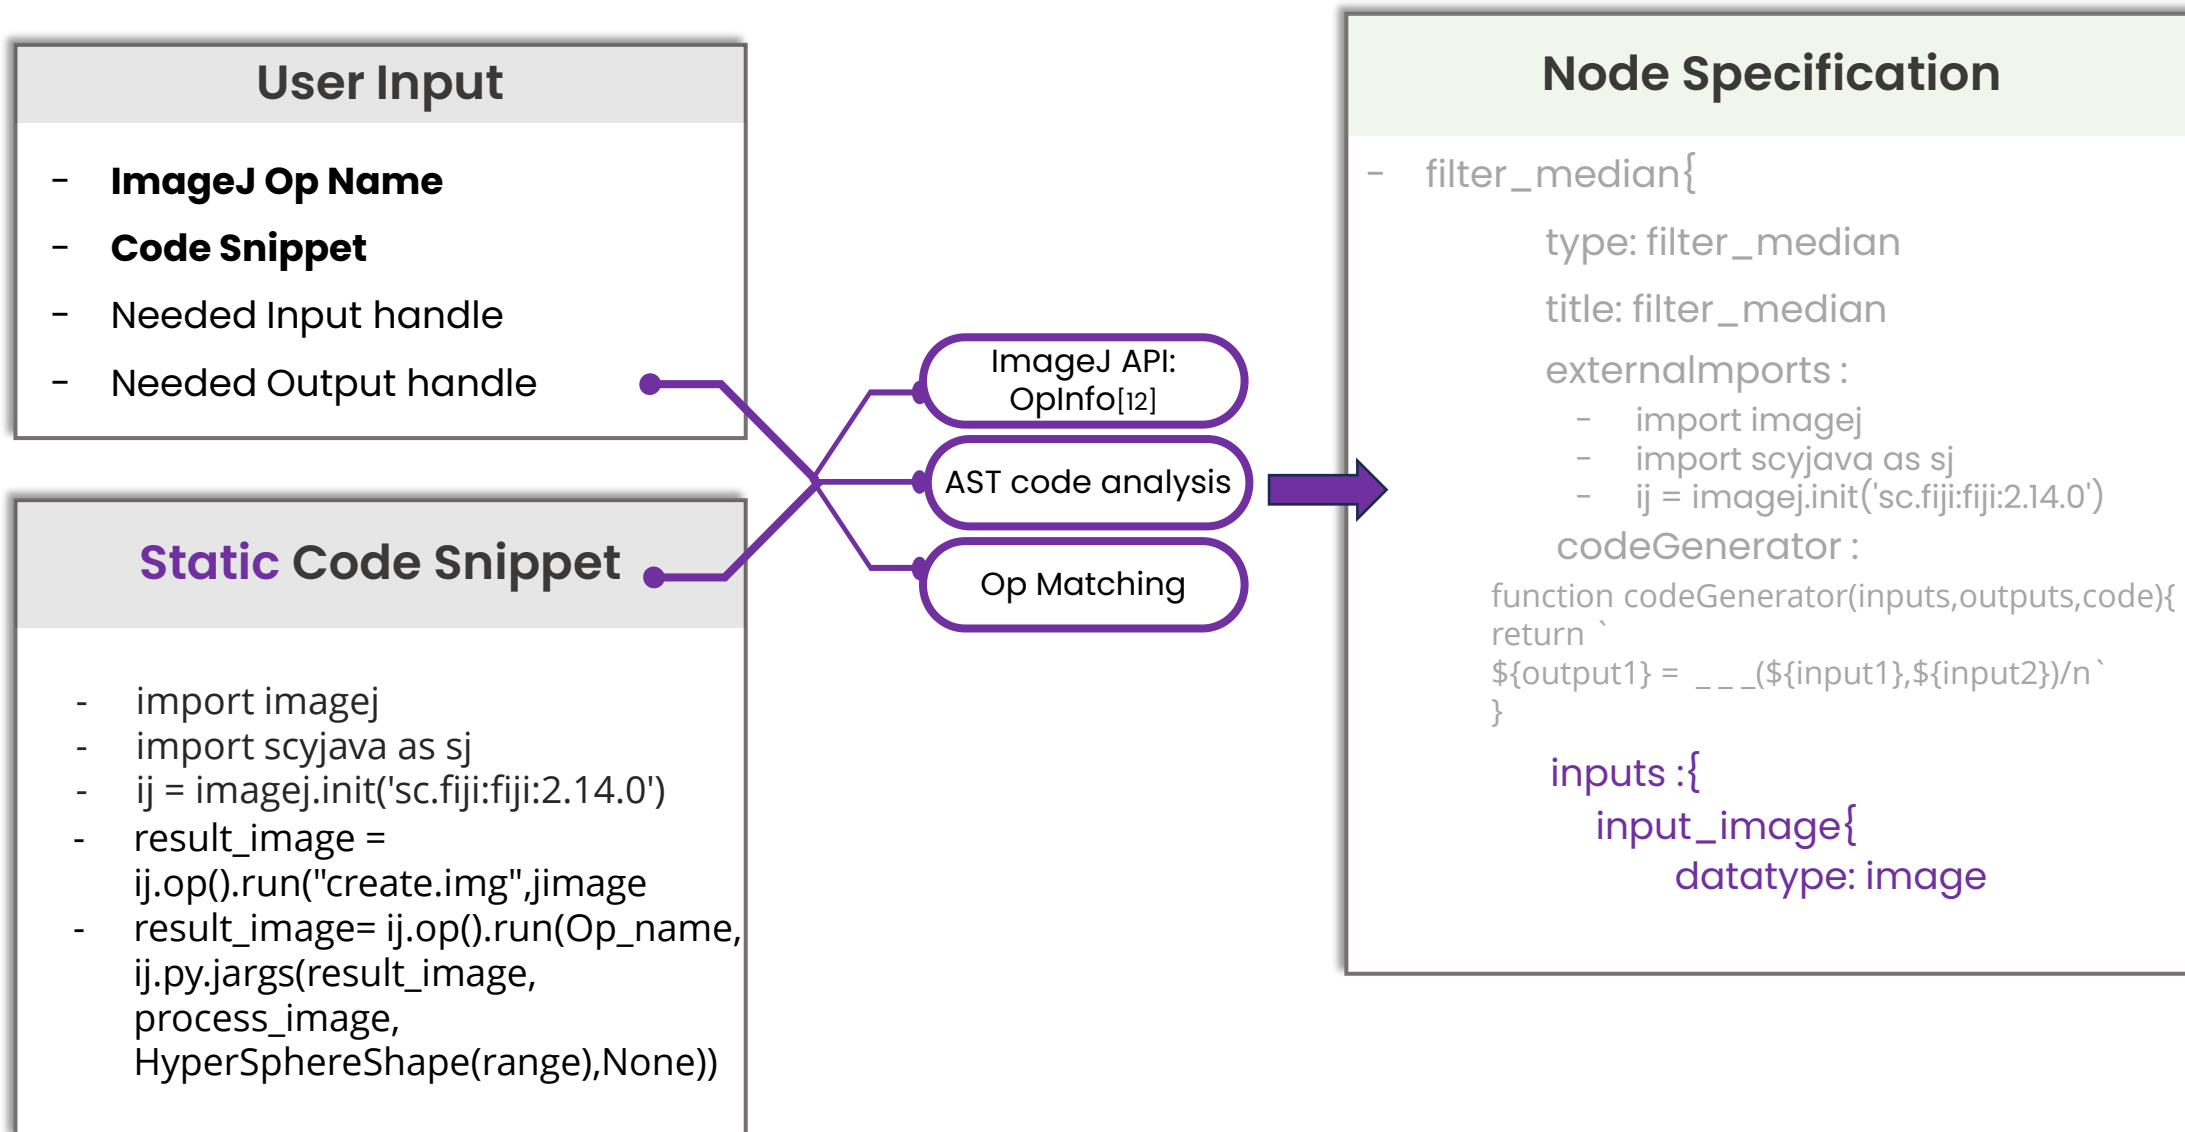 User Input
- ImageJ Op Name
- Code Snippet
- Needed Input handle
- Needed Output handle
Static Code Snippet
- import imagej
- import scyjava as sj
- ij = imagej.init('sc.fiji:fiji:2.14.0')
- result_image =
ij.op().run("create.img",jimage
- result_image= ij.op().run(Op_name,
ij.py.jargs(result_image,
process_image,
HyperSphereShape(range),None))
ImageJ API:
OpInfo[12]
AST code analysis
Op Matching
Node Specification
- filter_median{
type: filter_median
title: filter_median
externalImports :
- import imagej
- import scyjava as sj
- ij = imagej.init('sc.fiji:fiji:2.14.0')
codeGenerator :
function codeGenerator(inputs,outputs,code){
return `
${output1} = _ _ _(${input1},${input2})/n`
}
inputs :{
input_image{
datatype: image